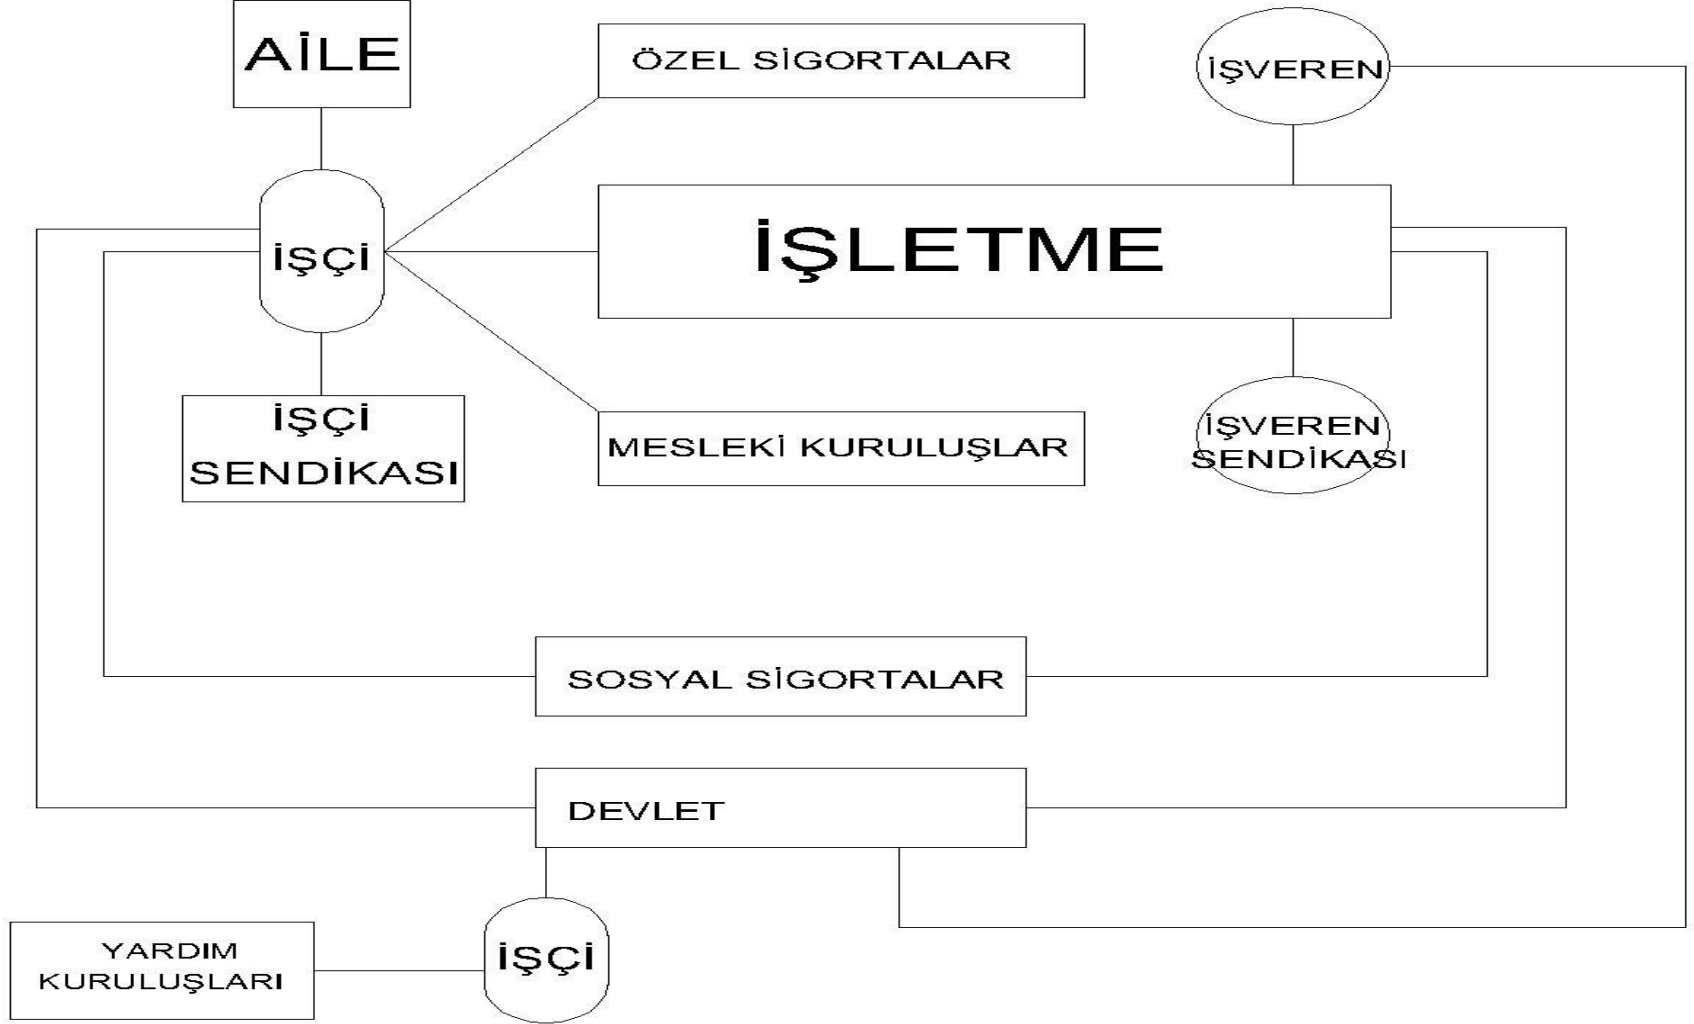 AİLE
ÖZEL SİGORTALAR
İŞVEREN
İŞÇİ
İŞLETME
İŞÇİ
SENDİKASI
MESLEKİ KURULUŞLAR
İŞVEREN
SENDİKASI
SOSYAL SİGORTALAR
DEVLET
YARDIM
KURULUŞLARI
İŞÇİ